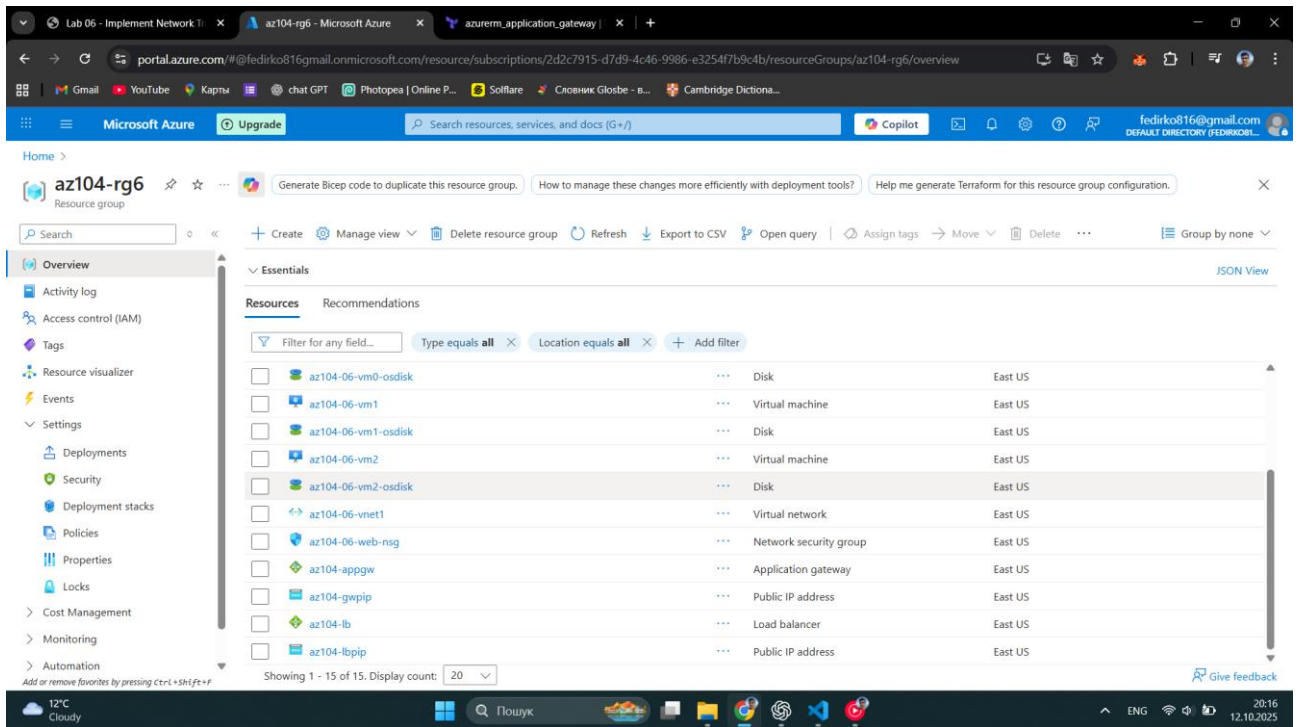 Lab 06 - Implement Network Tr
az104-rg6 - Microsoft Azure
azurerm_application_gateway |
portal.azure.com/#@fedirko816gmail.onmicrosoft.com/resource/subscriptions/2d2c7915-d7d9-4c46-9986-e3254f7b9c4b/resourceGroups/az104-rg6/overview
Gmail YouTube Карты chat GPT Photopea | Online P... Solflare Словник Glosbe - в... Cambridge Dictiona...
Microsoft Azure Upgrade Search resources, services, and docs (G+/) Copilot fedirko816@gmail.com
DEFAULT DIRECTORY (FEDIRKO81...
Home >
az104-rg6 ... Generate Bicep code to duplicate this resource group. How to manage these changes more efficiently with deployment tools? Help me generate Terraform for this resource group configuration.
Resource group
Search Create Manage view Delete resource group Refresh Export to CSV Open query Assign tags Move Delete ... Group by none
Overview
Activity log
Access control (IAM)
Tags
Resource visualizer
Events
Settings
Deployments
Security
Deployment stacks
Policies
Properties
Locks
Cost Management
Monitoring
Automation
Add or remove favorites by pressing Ctrl+Shift+F
Essentials JSON View
Resources Recommendations
Filter for any field... Type equals all Location equals all Add filter
az104-06-vm0-osdisk ... Disk East US
az104-06-vm1 ... Virtual machine East US
az104-06-vm1-osdisk ... Disk East US
az104-06-vm2 ... Virtual machine East US
az104-06-vm2-osdisk ... Disk East US
az104-06-vnet1 ... Virtual network East US
az104-06-web-nsg ... Network security group East US
az104-appgw ... Application gateway East US
az104-gwpip ... Public IP address East US
az104-lb ... Load balancer East US
az104-lbpip ... Public IP address East US
Showing 1 - 15 of 15. Display count: 20 Give feedback
12°C
Cloudy
Пошук
ENG
20:16
12.10.2025